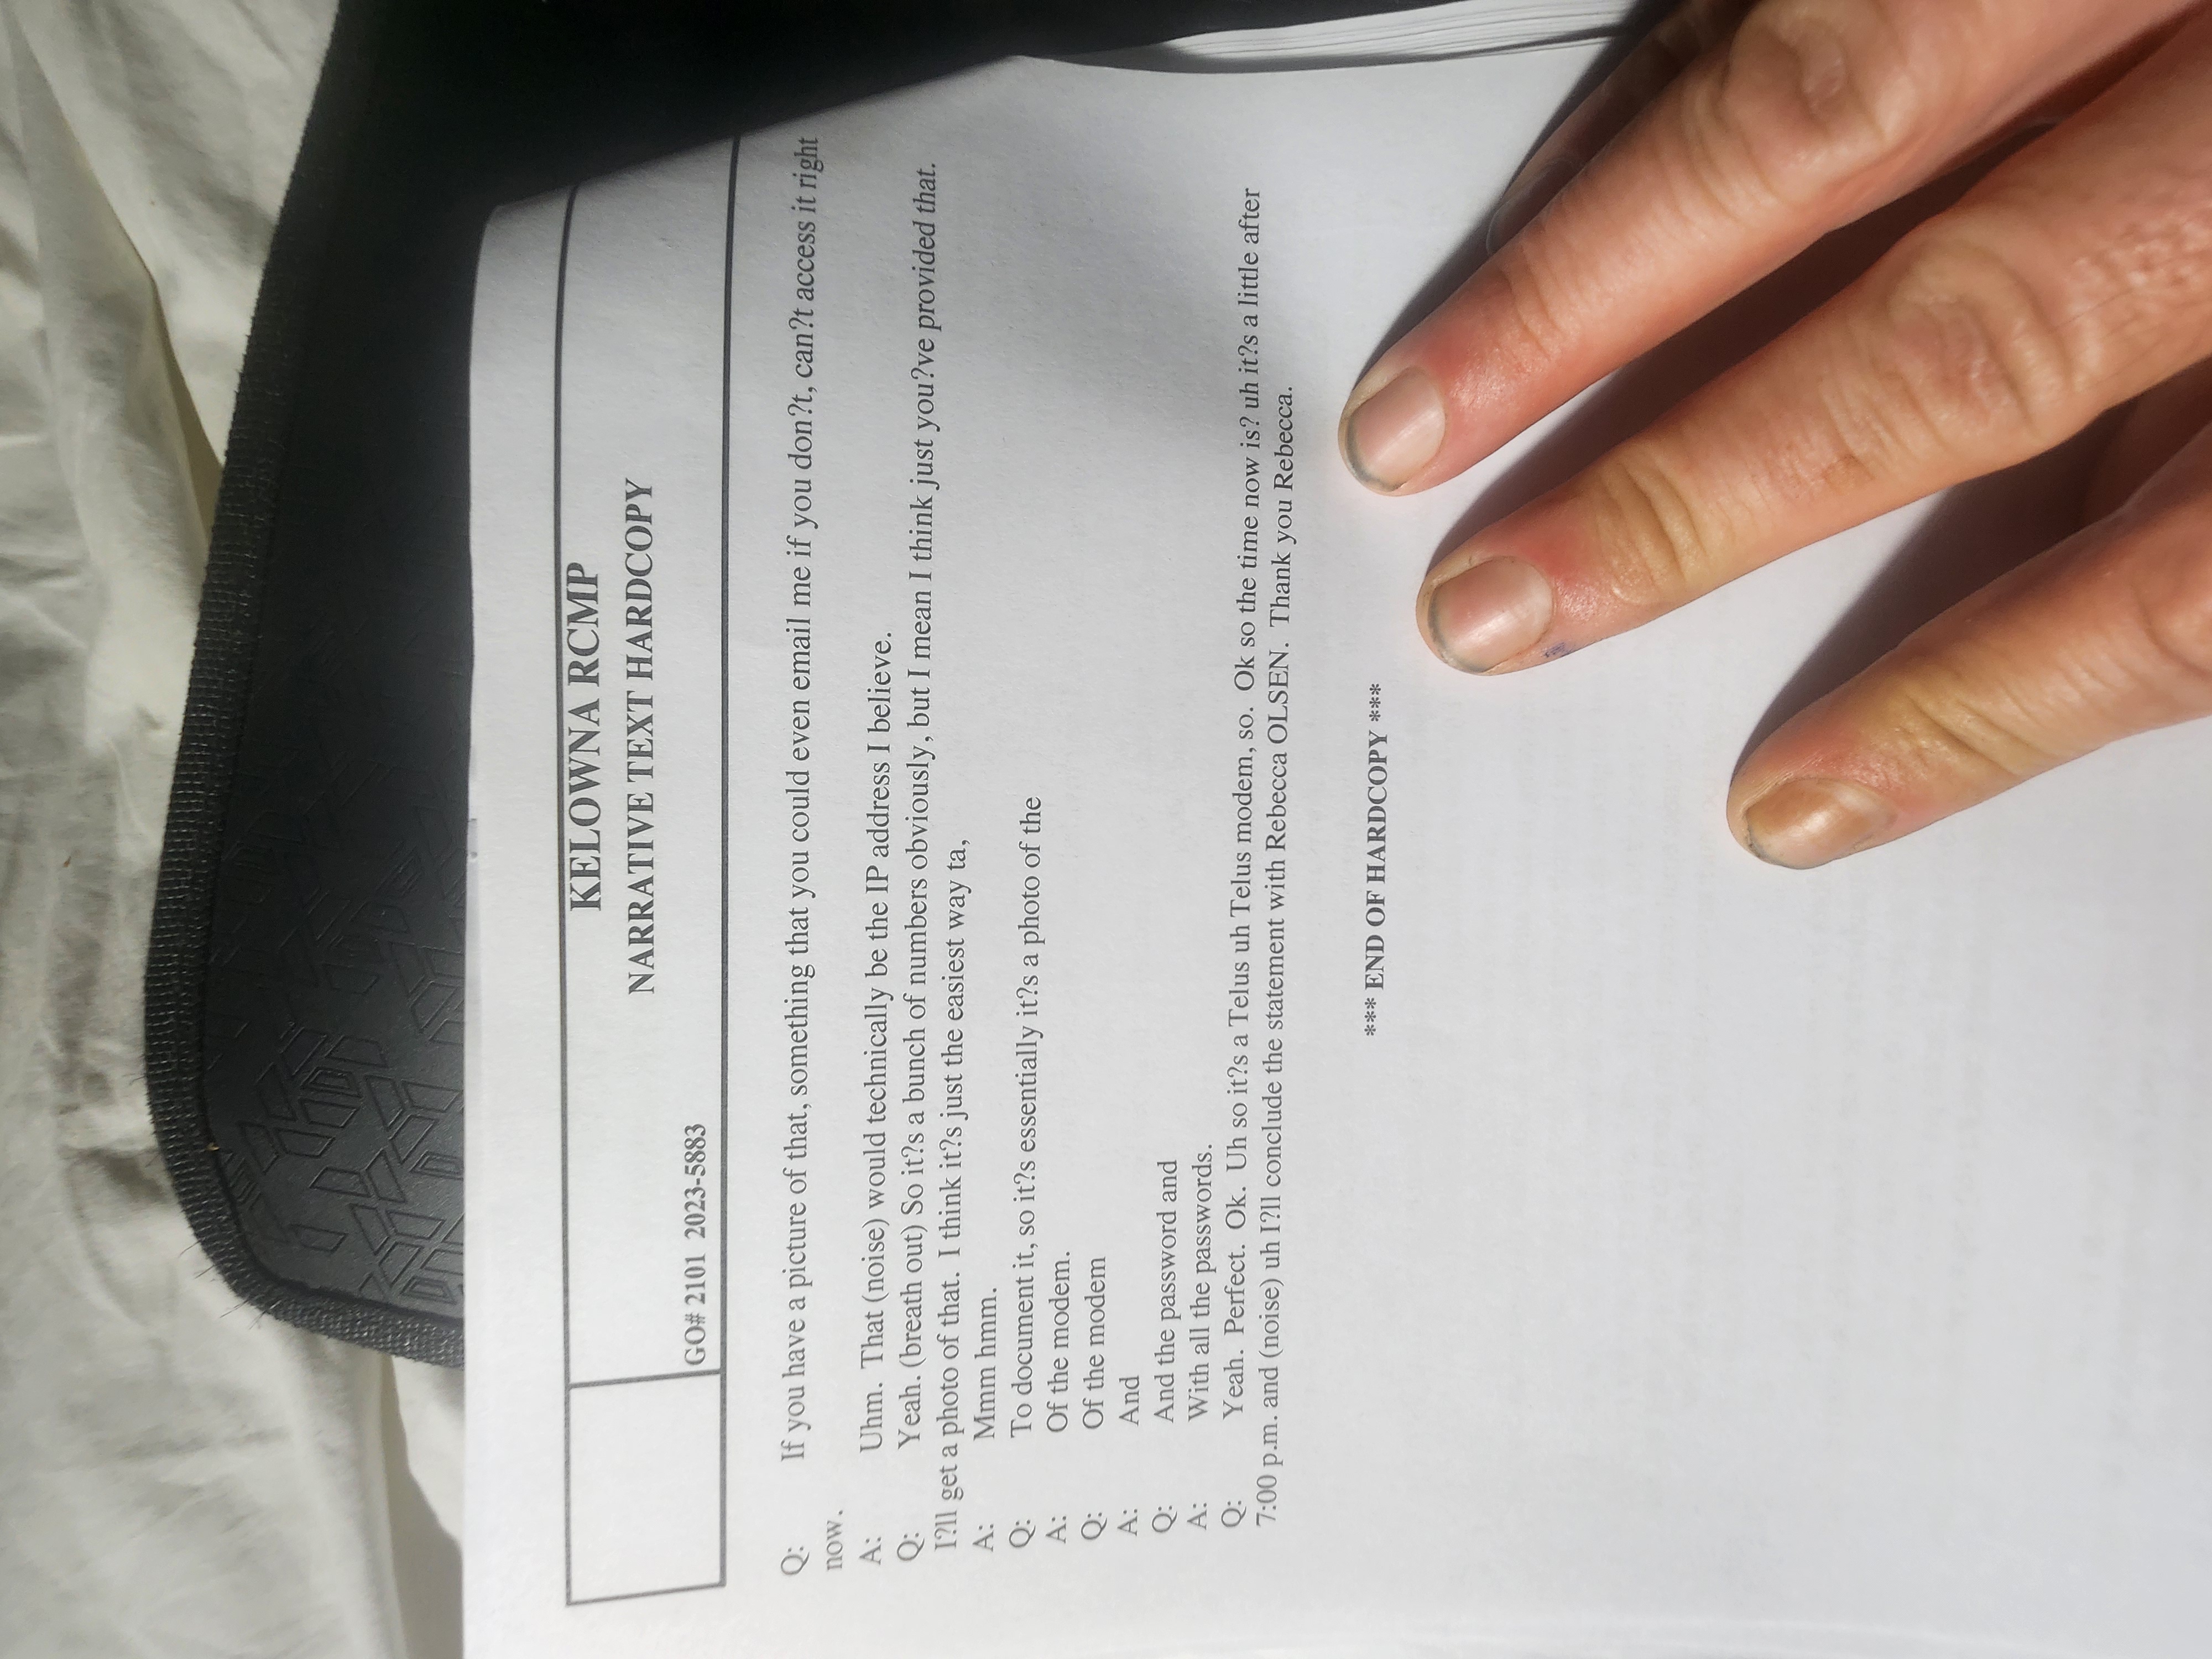 KELOWNA RCMP
NARRATIVE TEXT HARDCOPY
GO# 2101 2023-5883
Q: If you have a picture of that, something that you could even email me if you don?t, can?t access it right
now.
A: Uhm. That (noise) would technically be the IP address I believe.
Q: Yeah. (breath out) So it?s a bunch of numbers obviously, but I mean I think just you?ve provided that.
I?ll get a photo of that. I think it?s just the easiest way ta,
A: Mmm hmm.
Q: To document it, so it?s essentially it?s a photo of the
A: Of the modem.
Q: Of the modem
A: And
Q: And the password and
A: With all the passwords.
Q: Yeah. Perfect. Ok. Uh so it?s a Telus uh Telus modem, so. Ok so the time now is? uh it?s a little after
7:00 p.m. and (noise) uh I?ll conclude the statement with Rebecca OLSEN. Thank you Rebecca.
*** END OF HARDCOPY ***